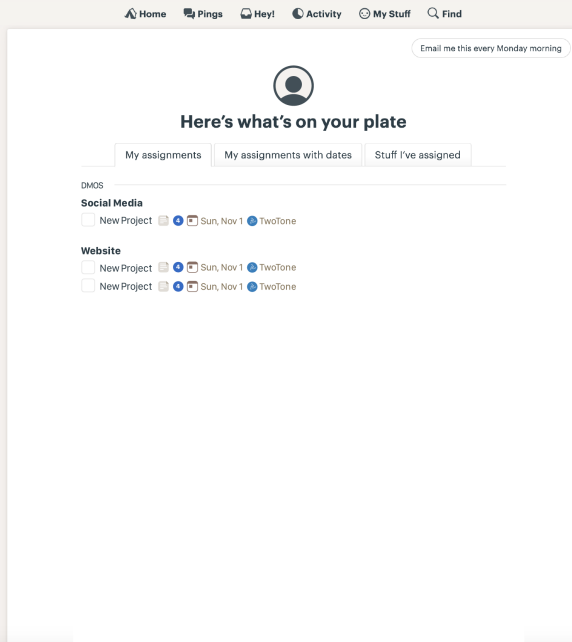 Home Pings Hey! Activity My Stuff Find
Email me this every Monday morning
Here's what's on your plate
My assignments My assignments with dates Stuff I've assigned
DMOS
Social Media
New Project 4 Sun, Nov 1 TwoTone
Website
New Project 4 Sun, Nov 1 TwoTone
New Project 4 Sun, Nov 1 TwoTone